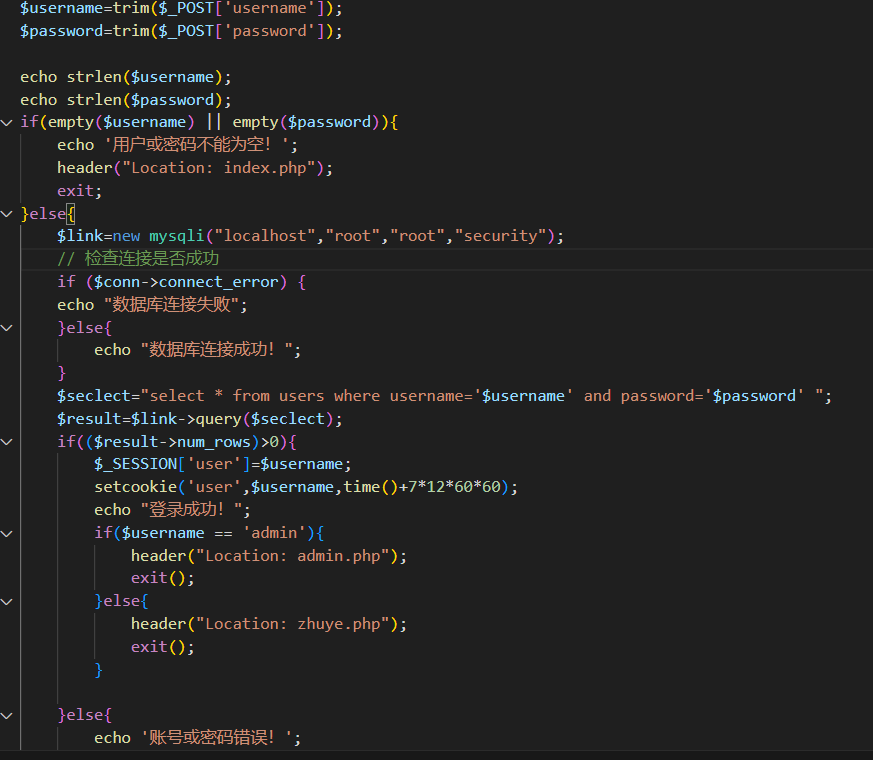 $username=trim($_POST['username']);
$password=trim($_POST['password']);
echo strlen($username);
echo strlen($password);
if(empty($username) || empty($password)){
echo '用户或密码不能为空！';
header("Location: index.php");
exit;
}else{
$link=new mysqli("localhost","root","root","security");
// 检查连接是否成功
if ($conn->connect_error) {
echo "数据库连接失败";
}else{
echo "数据库连接成功！";
}
$seclect="select * from users where username='$username' and password='$password' ";
$result=$link->query($seclect);
if(($result->num_rows)>0){
$_SESSION['user']=$username;
setcookie('user',$username,time()+7*12*60*60);
echo "登录成功！";
if($username == 'admin'){
header("Location: admin.php");
exit();
}else{
header("Location: zhuye.php");
exit();
}
}else{
echo '账号或密码错误！';